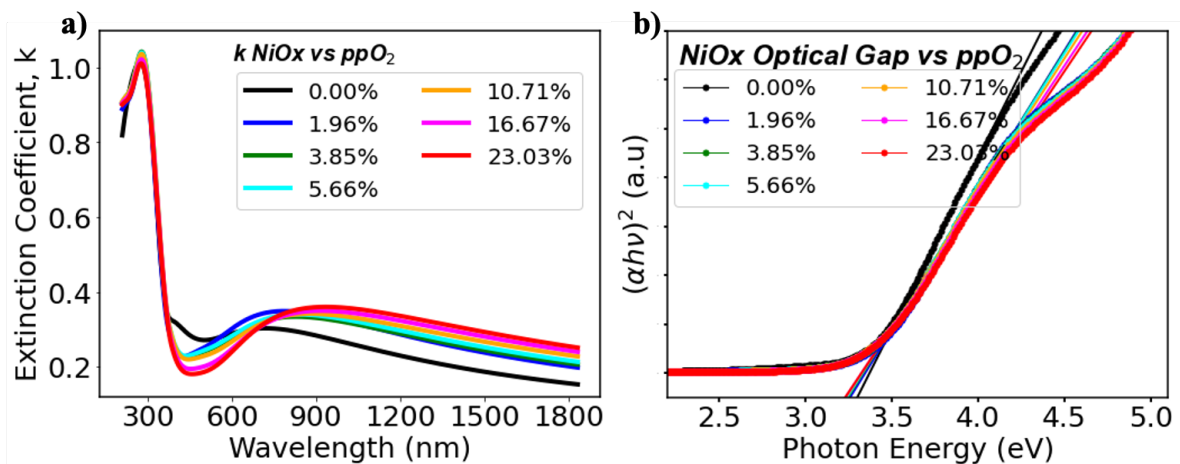 a)
k NiOx vs ppO₂
0.00%
1.96%
3.85%
5.66%
10.71%
16.67%
23.03%
Extinction Coefficient, k
1.0
0.8
0.6
0.4
0.2
300 600 900 1200 1500 1800
Wavelength (nm)
b)
NiOx Optical Gap vs ppO₂
0.00%
1.96%
3.85%
5.66%
10.71%
16.67%
23.03%
(αhν)² (a.u)
2.5 3.0 3.5 4.0 4.5 5.0
Photon Energy (eV)